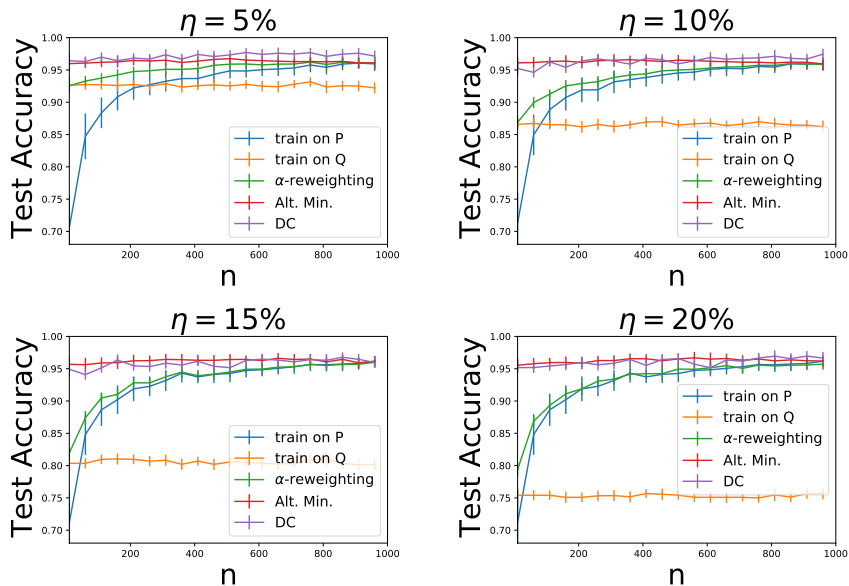 η = 5%
Test Accuracy
1.00
0.95
0.90
0.85
0.80
0.75
0.70
train on P
train on Q
α-reweighting
Alt. Min.
DC
200
400
600
800
1000
n
η = 10%
Test Accuracy
1.00
0.95
0.90
0.85
0.80
0.75
0.70
train on P
train on Q
α-reweighting
Alt. Min.
DC
200
400
600
800
1000
n
η = 15%
Test Accuracy
1.00
0.95
0.90
0.85
0.80
0.75
0.70
train on P
train on Q
α-reweighting
Alt. Min.
DC
200
400
600
800
1000
n
η = 20%
Test Accuracy
1.00
0.95
0.90
0.85
0.80
0.75
0.70
train on P
train on Q
α-reweighting
Alt. Min.
DC
200
400
600
800
1000
n